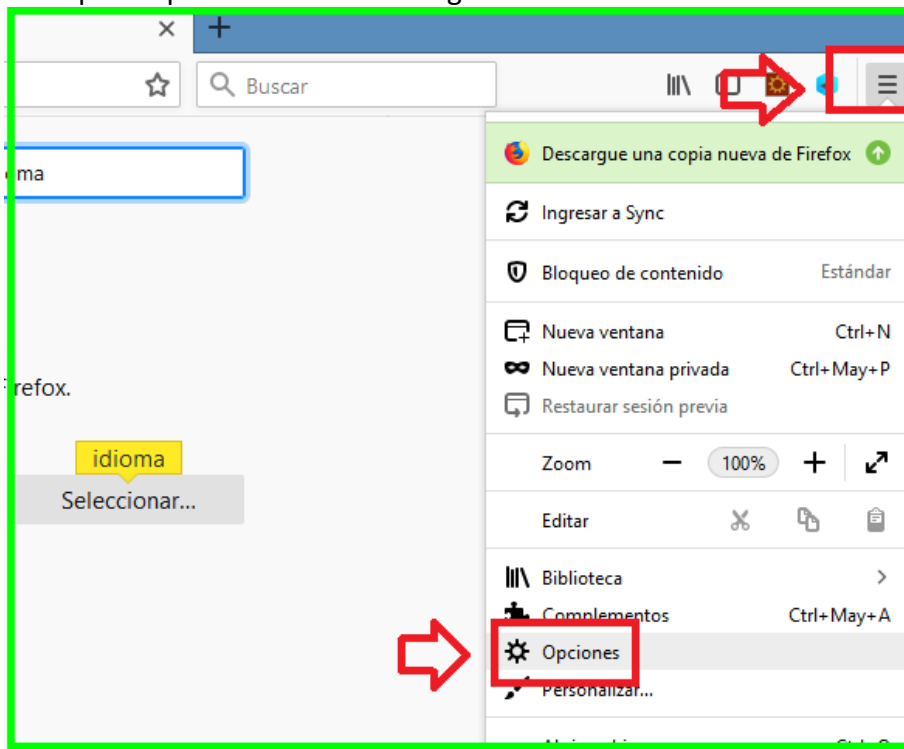 Buscar
oma
Descargue una copia nueva de Firefox
Ingresar a Sync
Bloqueo de contenido Estándar
Nueva ventana Ctrl+N
Nueva ventana privada Ctrl+May+P
Restaurar sesión previa
refox.
idioma
Seleccionar...
Zoom — 100% +
Editar
Biblioteca >
Complementos Ctrl+May+A
Opciones
Personalizar...